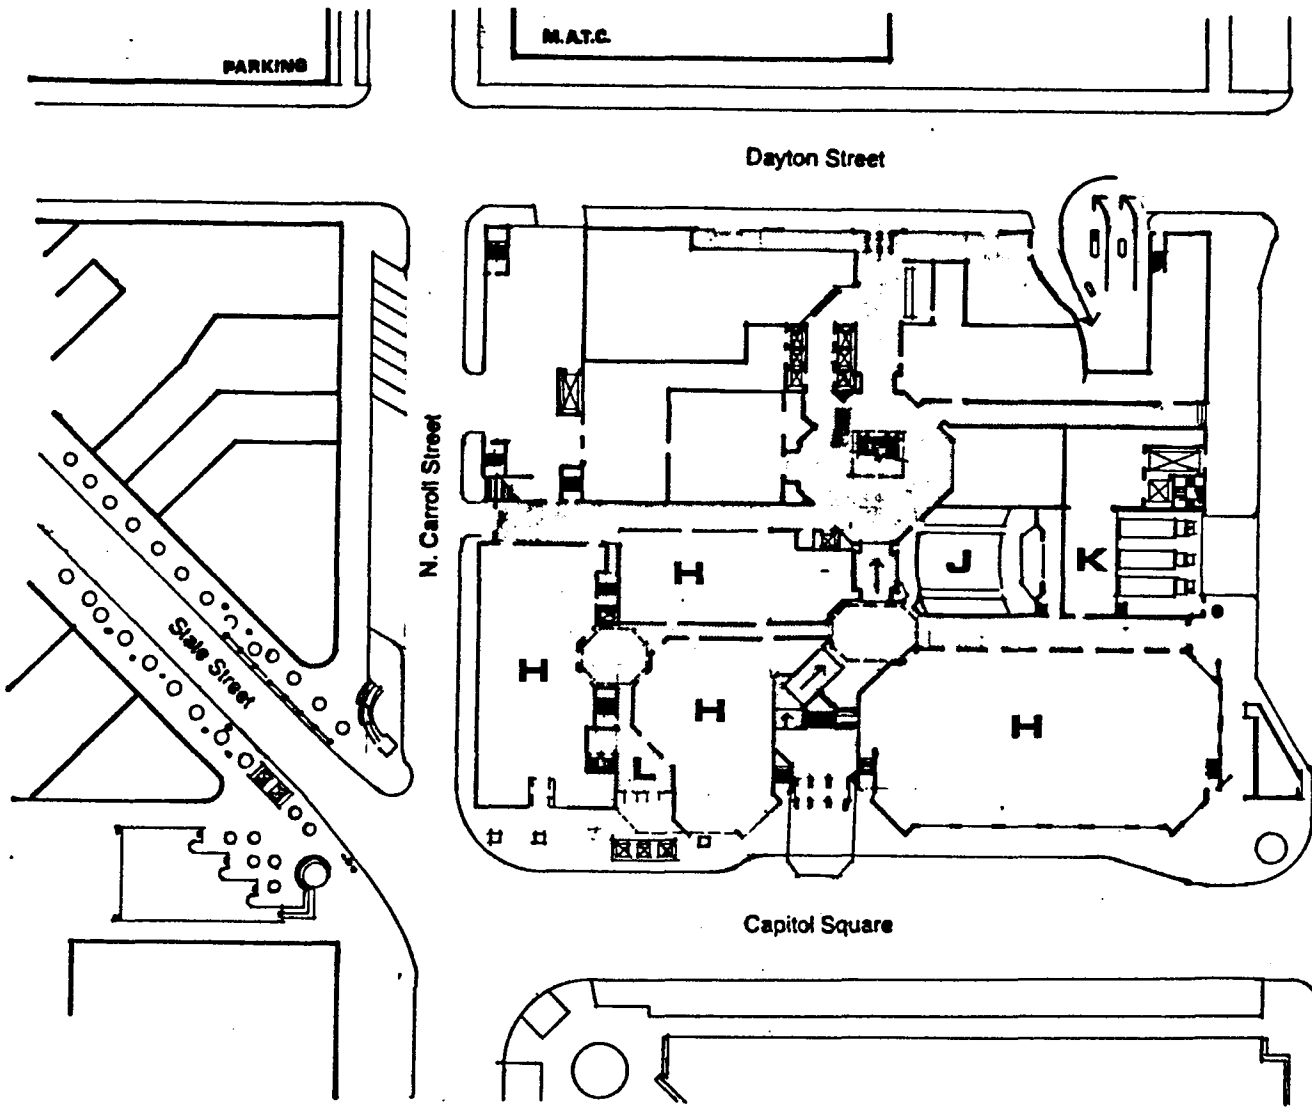 M.A.T.C.
PARKING
Dayton Street
N. Carroll Street
State Street
H
J
K
H
H
H
L
Capitol Square